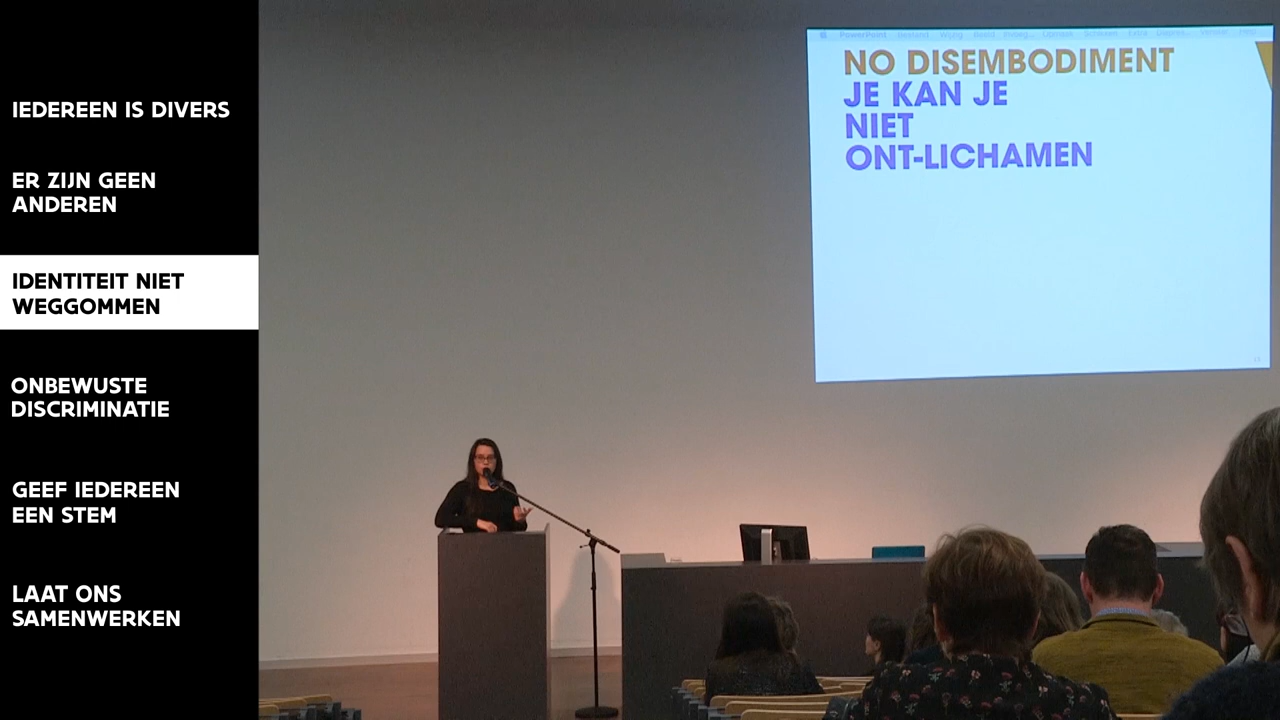 IEDEREEN IS DIVERS
ER ZIJN GEEN
ANDEREN
IDENTITEIT NIET
WEGGOMMEN
ONBEWUSTE
DISCRIMINATIE
GEEF IEDEREEN
EEN STEM
LAAT ONS
SAMENWERKEN
PowerPoint
NO DISEMBODIMENT
JE KAN JE
NIET
ONT-LICHAMEN